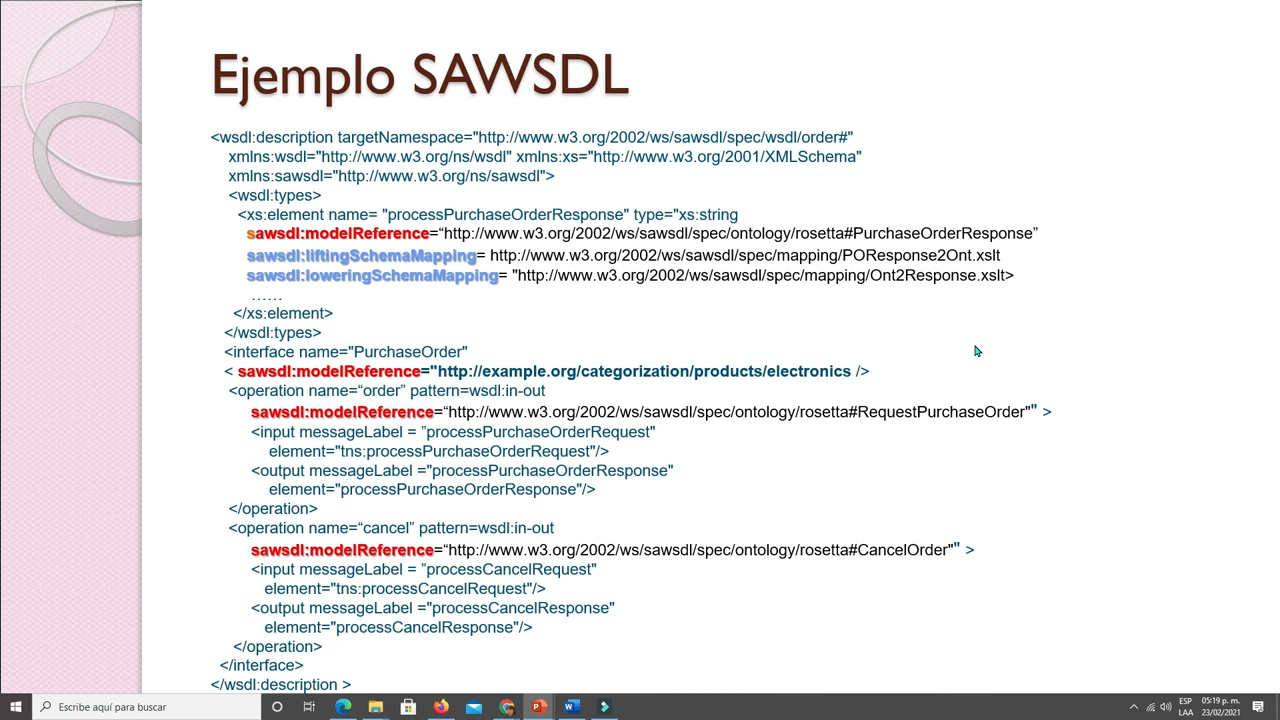 Ejemplo SAWSDL
<wsdl:description targetNamespace="http://www.w3.org/2002/ws/sawsdl/spec/wsdl/order#"
xmlns:wsdl="http://www.w3.org/ns/wsdl" xmlns:xs="http://www.w3.org/2001/XMLSchema"
xmlns:sawsdl="http://www.w3.org/ns/sawsdl">
<wsdl:types>
<xs:element name= "processPurchaseOrderResponse" type="xs:string
sawsdl:modelReference=“http://www.w3.org/2002/ws/sawsdl/spec/ontology/rosetta#PurchaseOrderResponse”
sawsdl:liftingSchemaMapping= http://www.w3.org/2002/ws/sawsdl/spec/mapping/POResponse2Ont.xslt
sawsdl:loweringSchemaMapping= "http://www.w3.org/2002/ws/sawsdl/spec/mapping/Ont2Response.xslt>
……
</xs:element>
</wsdl:types>
<interface name="PurchaseOrder"
< sawsdl:modelReference="http://example.org/categorization/products/electronics />
<operation name=“order” pattern=wsdl:in-out
sawsdl:modelReference=“http://www.w3.org/2002/ws/sawsdl/spec/ontology/rosetta#RequestPurchaseOrder"" >
<input messageLabel = ”processPurchaseOrderRequest"
element="tns:processPurchaseOrderRequest"/>
<output messageLabel ="processPurchaseOrderResponse"
element="processPurchaseOrderResponse"/>
</operation>
<operation name=“cancel” pattern=wsdl:in-out
sawsdl:modelReference=“http://www.w3.org/2002/ws/sawsdl/spec/ontology/rosetta#CancelOrder"" >
<input messageLabel = ”processCancelRequest"
element="tns:processCancelRequest"/>
<output messageLabel ="processCancelResponse"
element="processCancelResponse"/>
</operation>
</interface>
</wsdl:description >
Escribe aquí para buscar
ESP 05:19 p. m.
LAA 23/02/2021